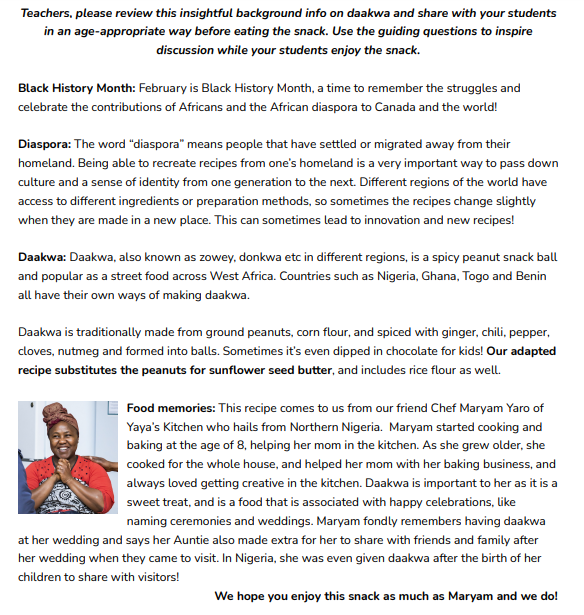 Teachers, please review this insightful background info on daakwa and share with your students
in an age-appropriate way before eating the snack. Use the guiding questions to inspire
discussion while your students enjoy the snack.
Black History Month: February is Black History Month, a time to remember the struggles and
celebrate the contributions of Africans and the African diaspora to Canada and the world!
Diaspora: The word “diaspora” means people that have settled or migrated away from their
homeland. Being able to recreate recipes from one’s homeland is a very important way to pass down
culture and a sense of identity from one generation to the next. Different regions of the world have
access to different ingredients or preparation methods, so sometimes the recipes change slightly
when they are made in a new place. This can sometimes lead to innovation and new recipes!
Daakwa: Daakwa, also known as zowey, donkwa etc in different regions, is a spicy peanut snack ball
and popular as a street food across West Africa. Countries such as Nigeria, Ghana, Togo and Benin
all have their own ways of making daakwa.
Daakwa is traditionally made from ground peanuts, corn flour, and spiced with ginger, chili, pepper,
cloves, nutmeg and formed into balls. Sometimes it’s even dipped in chocolate for kids! Our adapted
recipe substitutes the peanuts for sunflower seed butter, and includes rice flour as well.
Food memories: This recipe comes to us from our friend Chef Maryam Yaro of
Yaya’s Kitchen who hails from Northern Nigeria. Maryam started cooking and
baking at the age of 8, helping her mom in the kitchen. As she grew older, she
cooked for the whole house, and helped her mom with her baking business, and
always loved getting creative in the kitchen. Daakwa is important to her as it is a
sweet treat, and is a food that is associated with happy celebrations, like
naming ceremonies and weddings. Maryam fondly remembers having daakwa
at her wedding and says her Auntie also made extra for her to share with friends and family after
her wedding when they came to visit. In Nigeria, she was even given daakwa after the birth of her
children to share with visitors!
We hope you enjoy this snack as much as Maryam and we do!